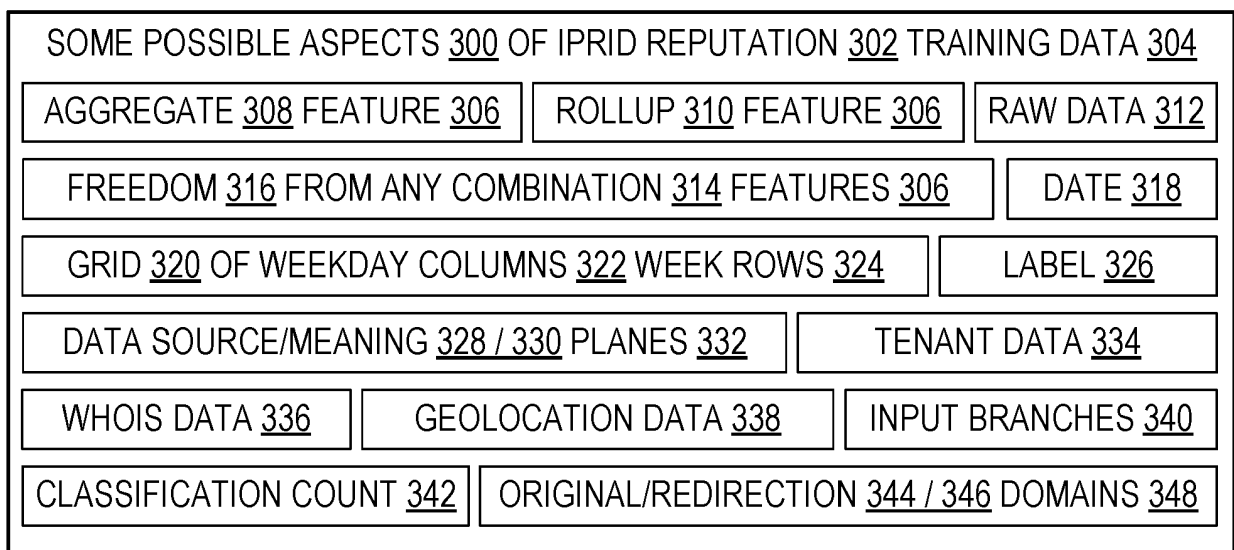 SOME POSSIBLE ASPECTS 300 OF IPRID REPUTATION 302 TRAINING DATA 304
AGGREGATE 308 FEATURE 306 ROLLUP 310 FEATURE 306 RAW DATA 312
FREEDOM 316 FROM ANY COMBINATION 314 FEATURES 306 DATE 318
GRID 320 OF WEEKDAY COLUMNS 322 WEEK ROWS 324 LABEL 326
DATA SOURCE/MEANING 328 / 330 PLANES 332 TENANT DATA 334
WHOIS DATA 336 GEOLOCATION DATA 338 INPUT BRANCHES 340
CLASSIFICATION COUNT 342 ORIGINAL/REDIRECTION 344 / 346 DOMAINS 348